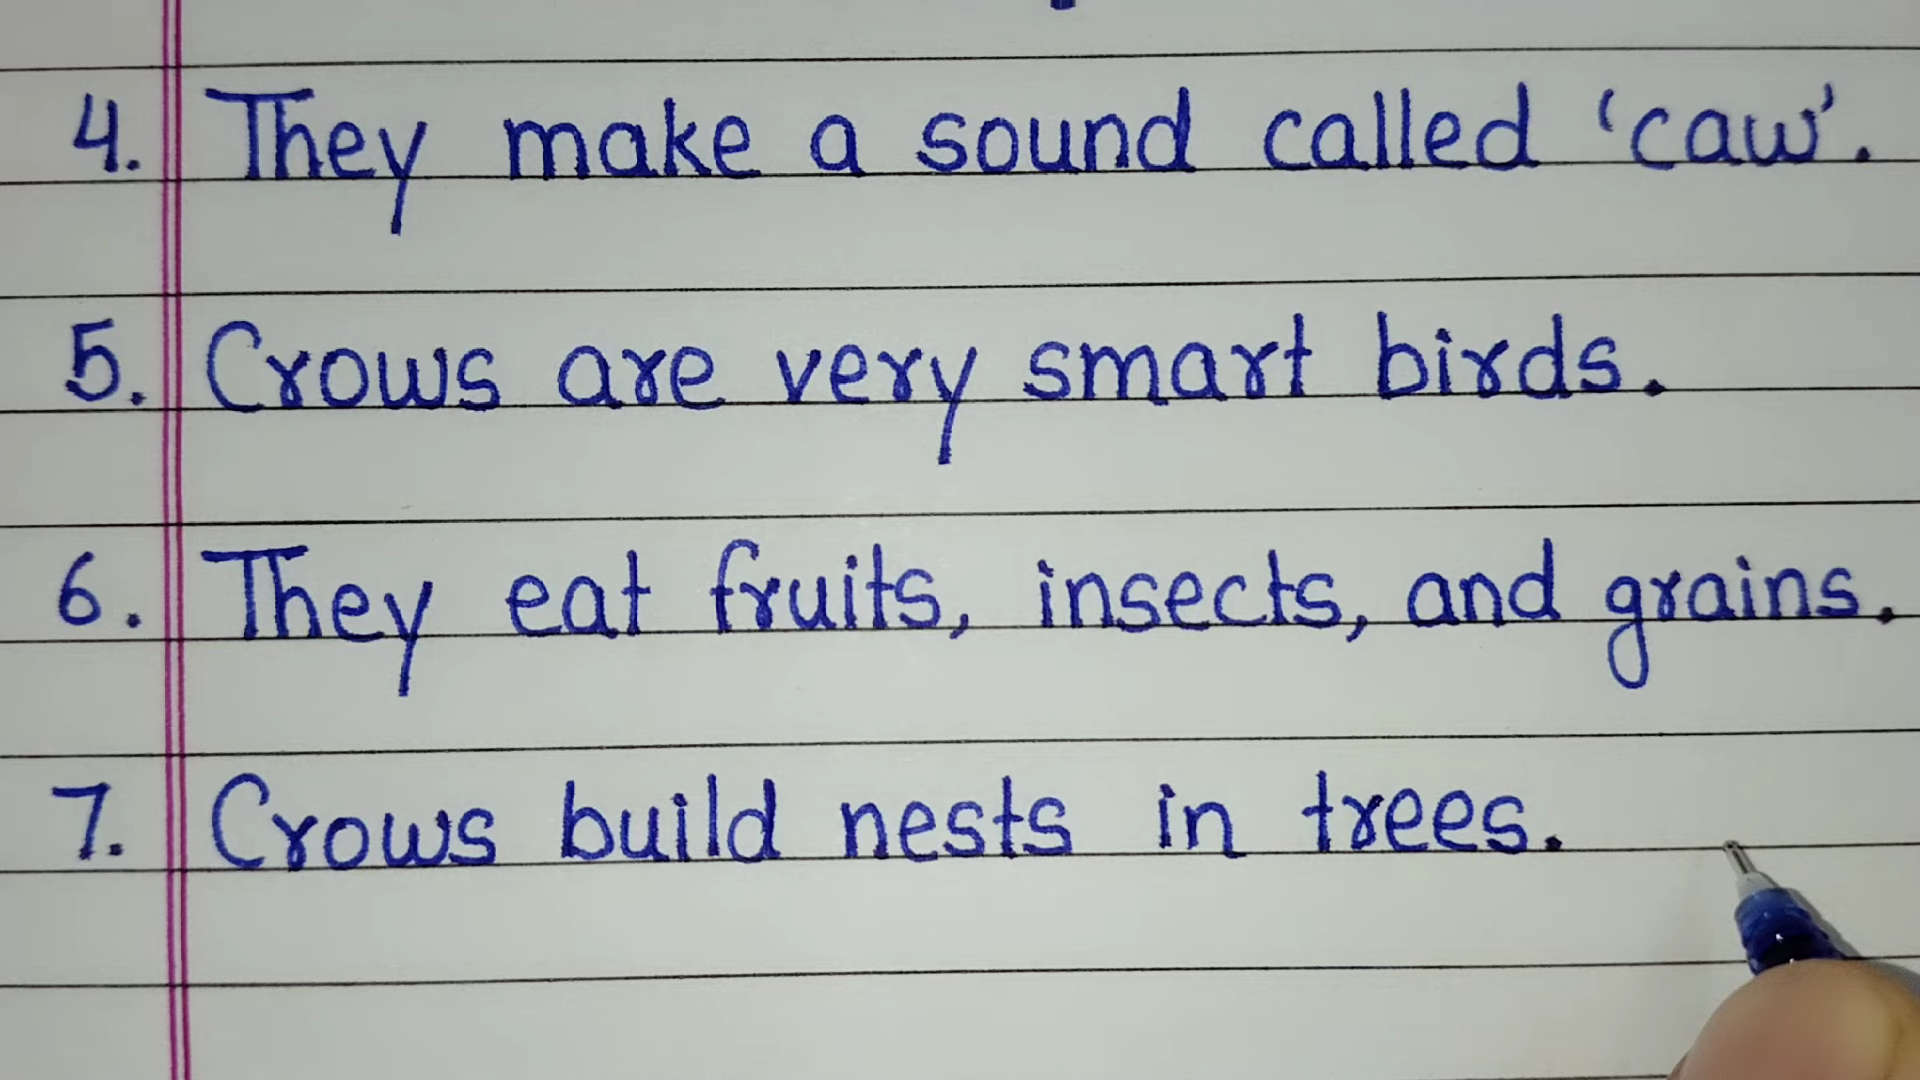 4. They make a sound called 'caw'.
5. Crows are very smart birds.
6. They eat fruits, insects, and grains.
7. Crows build nests in trees.